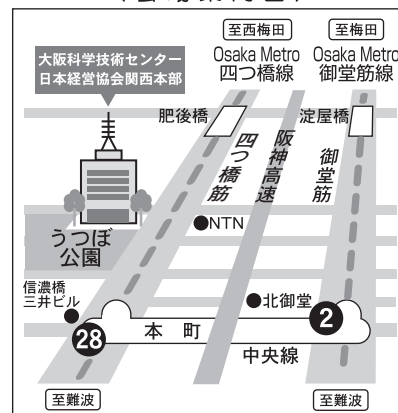 至西梅田
至梅田
Osaka Metro
四つ橋線
Osaka Metro
御堂筋線
大阪科学技術センター
日本経営協会関西本部
肥後橋
淀屋橋
四つ橋筋
阪神高速
御堂筋
うつぼ
公園
NTN
信濃橋
三井ビル
北御堂
2
28
本町
中央線
至難波
至難波